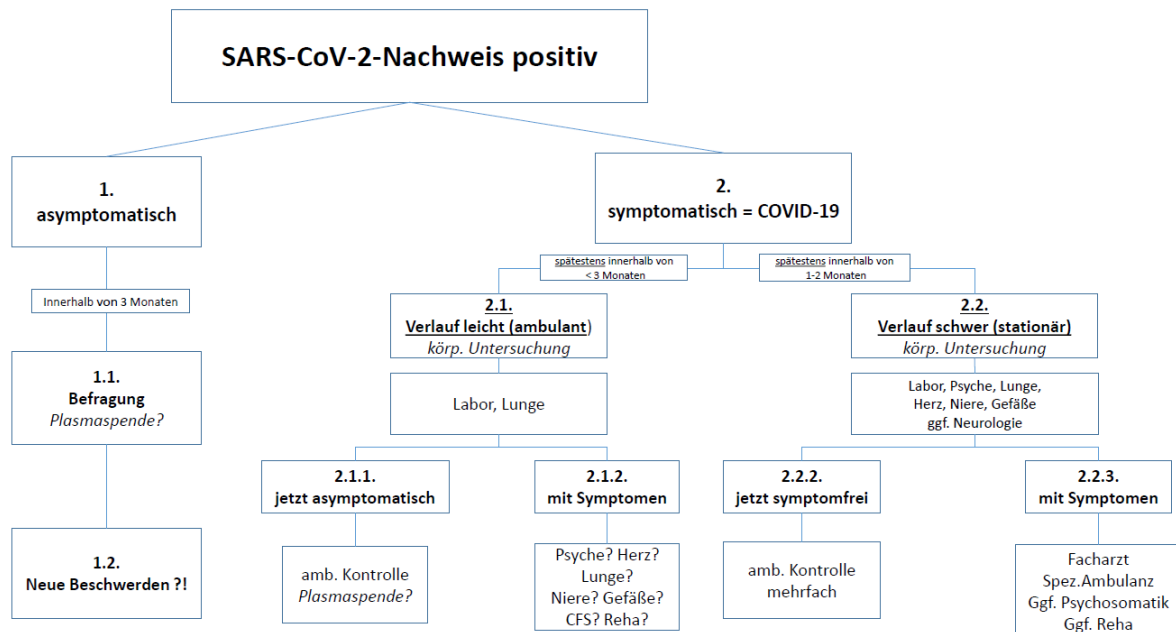 SARS-CoV-2-Nachweis positiv
1.
asymptomatisch
2.
symptomatisch = COVID-19
spätestens innerhalb von
< 3 Monaten
spätestens innerhalb von
1-2 Monaten
Innerhalb von 3 Monaten
2.1.
Verlauf leicht (ambulant)
körp. Untersuchung
2.2.
Verlauf schwer (stationär)
körp. Untersuchung
1.1.
Befragung
Plasmaspende?
Labor, Lunge
Labor, Psyche, Lunge,
Herz, Niere, Gefäße
ggf. Neurologie
2.1.1.
jetzt asymptomatisch
2.1.2.
mit Symptomen
2.2.2.
jetzt symptomfrei
2.2.3.
mit Symptomen
1.2.
Neue Beschwerden ?!
amb. Kontrolle
Plasmaspende?
Psyche? Herz?
Lunge?
Niere? Gefäße?
CFS? Reha?
amb. Kontrolle
mehrfach
Facharzt
Spez.Ambulanz
Ggf. Psychosomatik
Ggf. Reha